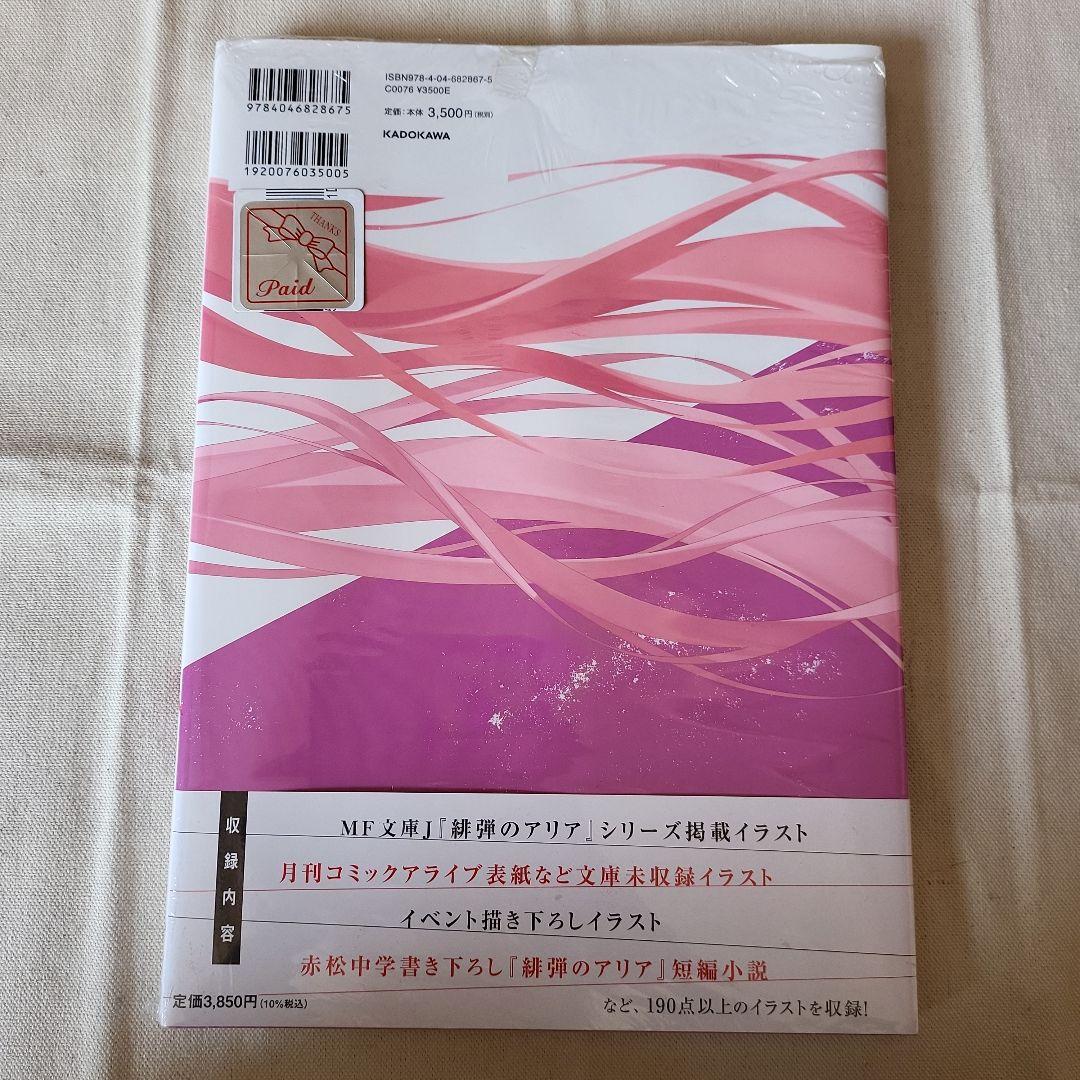 9784046828675
1920076035005
ISBN978-4-04-682867-5
C0076 ¥3500E
定価:本体 3,500円(税別)
KADOKAWA
THANKS
Paid
収録内容
MF文庫J『緋弾のアリア』シリーズ掲載イラスト
月刊コミックアライブ表紙など文庫未収録イラスト
イベント描き下ろしイラスト
赤松中学書き下ろし『緋弾のアリア』短編小説
定価3,850円(10%税込)
など、190点以上のイラストを収録!